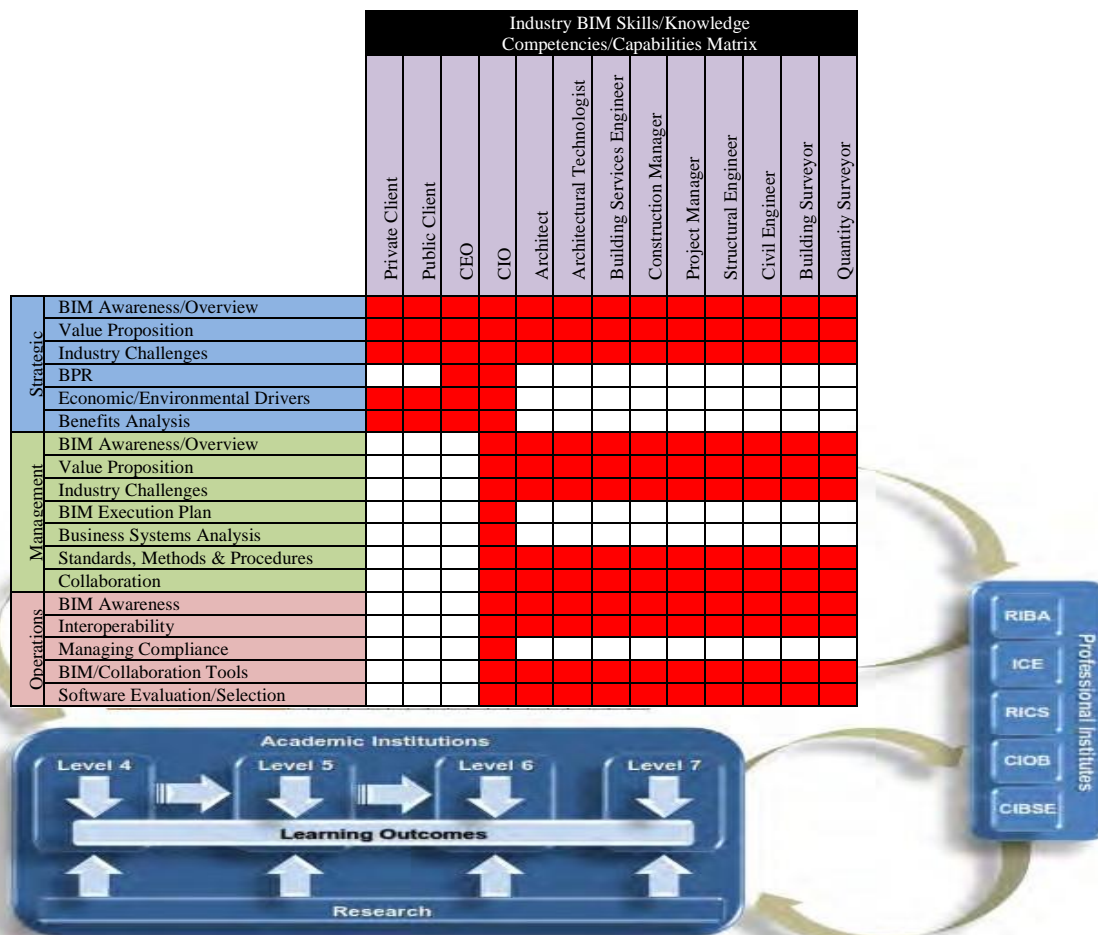 Industry BIM Skills/Knowledge
Competencies/Capabilities Matrix
Private Client
Public Client
CEO
CIO
Architect
Architectural Technologist
Building Services Engineer
Construction Manager
Project Manager
Structural Engineer
Civil Engineer
Building Surveyor
Quantity Surveyor
Strategic
BIM Awareness/Overview
Value Proposition
Industry Challenges
BPR
Economic/Environmental Drivers
Benefits Analysis
Management
BIM Awareness/Overview
Value Proposition
Industry Challenges
BIM Execution Plan
Business Systems Analysis
Standards, Methods & Procedures
Collaboration
Operations
BIM Awareness
Interoperability
Managing Compliance
BIM/Collaboration Tools
Software Evaluation/Selection
Academic Institutions
Level 4
Level 5
Level 6
Level 7
Learning Outcomes
Research
RIBA
ICE
RICS
CIOB
CIBSE
Professional Institutes